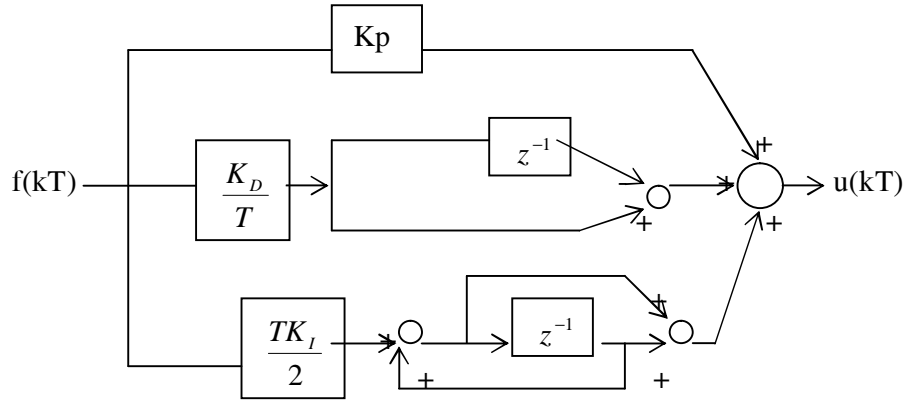 Kp
+
z⁻¹
f(kT)
K_D
T
+
u(kT)
+
+
+
TK_I
2
+
z⁻¹
+
+